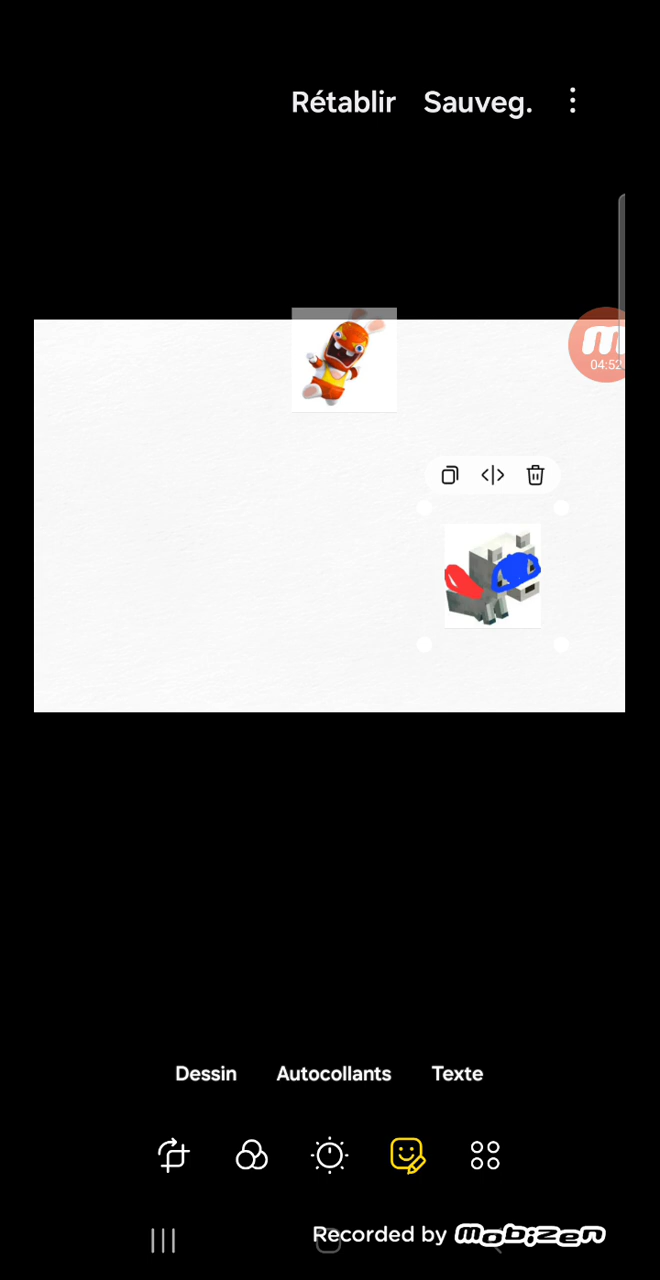 Rétablir Sauveg.
04:52
Dessin Autocollants Texte
Recorded by mobizen